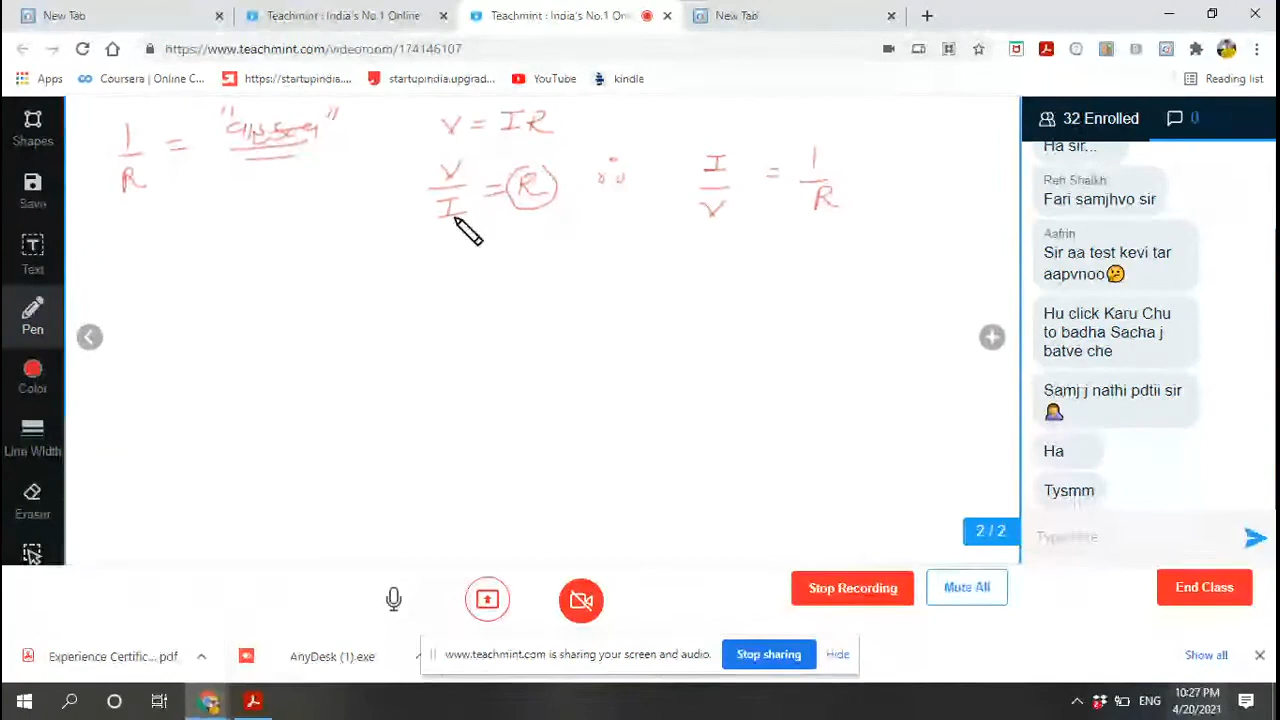 New Tab
Teachmint : India's No.1 Online
Teachmint : India's No.1 Onl
New Tab
https://www.teachmint.com/videoroom/174146107
Apps
Coursera | Online C...
https://startupindia....
startupindia.upgrad...
YouTube
kindle
Reading list
Shapes
Save
Text
Pen
Color
Line Width
Eraser
1/R =
V = IR
V/I = R ∴ I/V = 1/R
2 / 2
32 Enrolled
0
Ha sir...
Reh Shaikh
Fari samjhvo sir
Aafrin
Sir aa test kevi tar
aapvnoo🤔
Hu click Karu Chu
to badha Sacha j
batve che
Samj j nathi pdtii sir
🤦‍♀️
Ha
Tysmm
Type Here
Stop Recording
Mute All
End Class
Experience Certific....pdf
AnyDesk (1).exe
www.teachmint.com is sharing your screen and audio.
Stop sharing
Hide
Show all
ENG
10:27 PM
4/20/2021